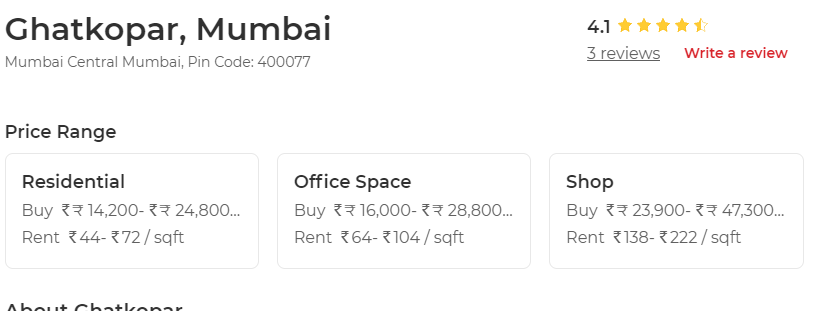 Ghatkopar, Mumbai
4.1
Mumbai Central Mumbai, Pin Code: 400077
3 reviews Write a review
Price Range
Residential
Buy ₹₹ 14,200- ₹₹ 24,800...
Rent ₹44- ₹72 / sqft
Office Space
Buy ₹₹ 16,000- ₹₹ 28,800...
Rent ₹64- ₹104 / sqft
Shop
Buy ₹₹ 23,900- ₹₹ 47,300...
Rent ₹138- ₹222 / sqft
About Ghatkopar